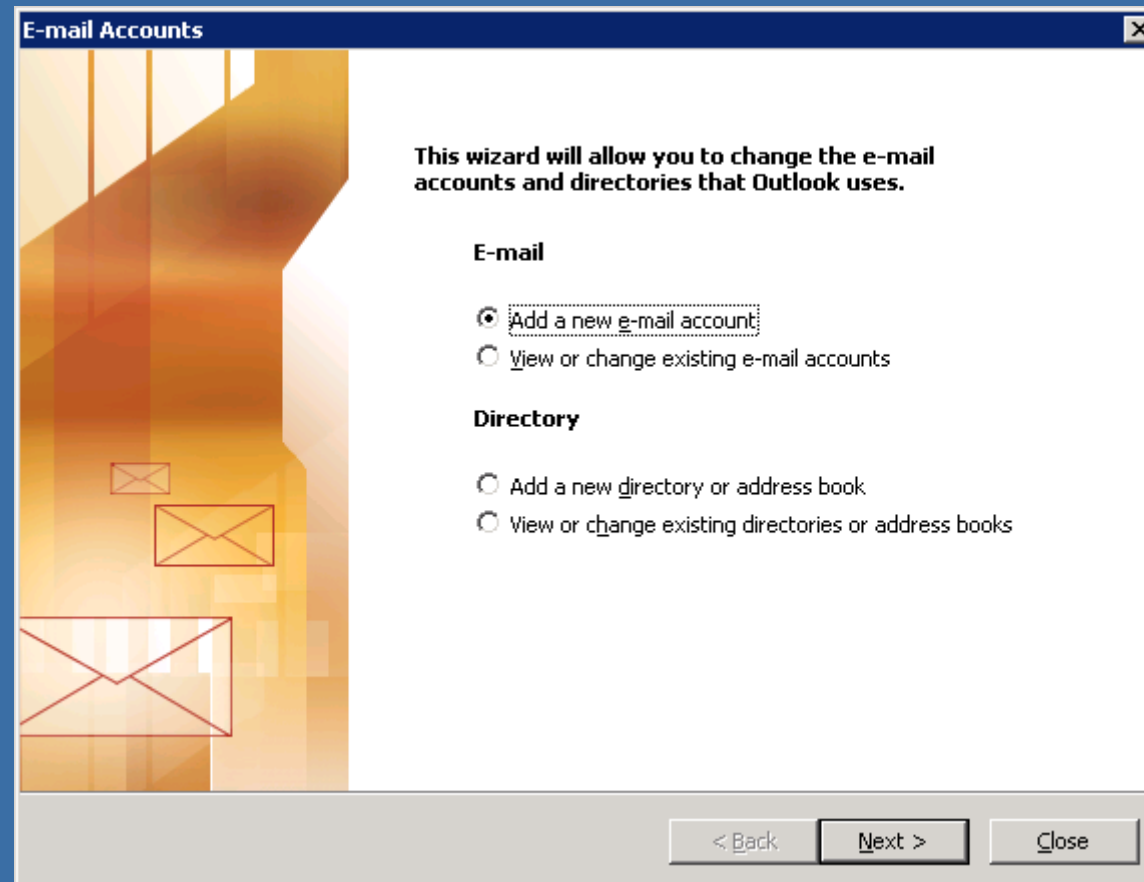 E-mail Accounts
This wizard will allow you to change the e-mail
accounts and directories that Outlook uses.
E-mail
Add a new e-mail account
View or change existing e-mail accounts
Directory
Add a new directory or address book
View or change existing directories or address books
< Back Next > Close